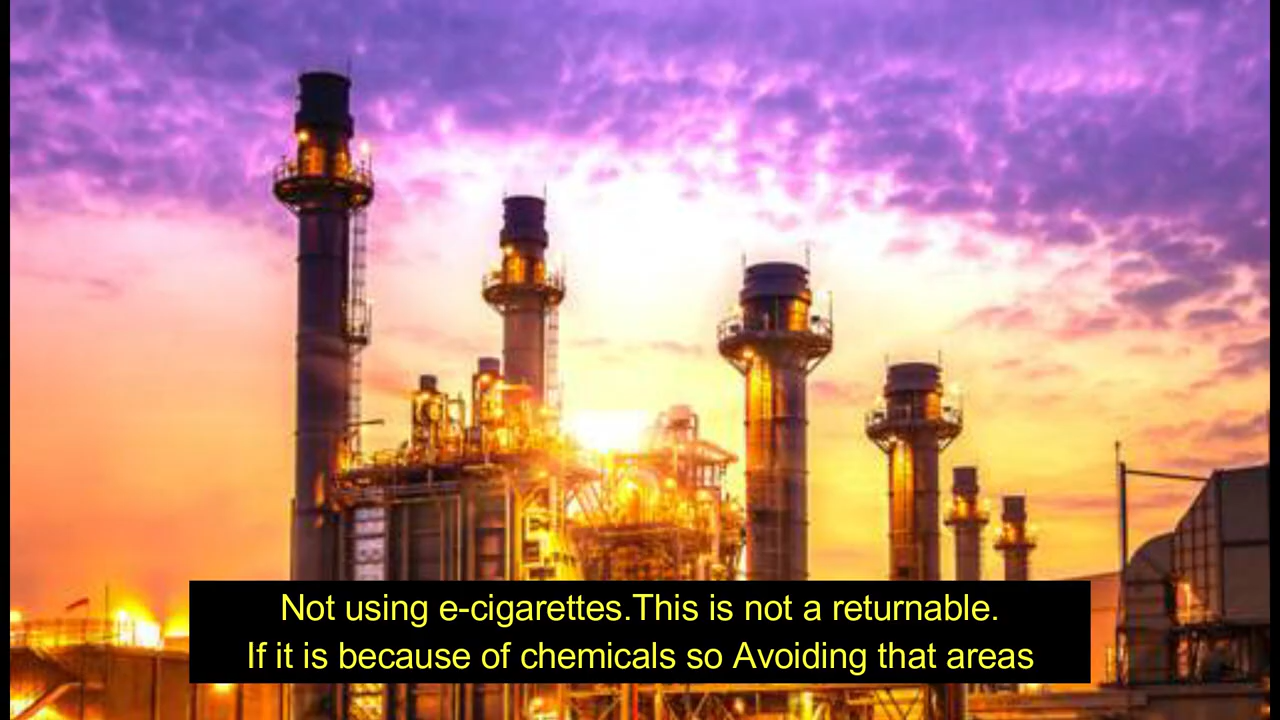 Not using e-cigarettes.This is not a returnable.
If it is because of chemicals so Avoiding that areas